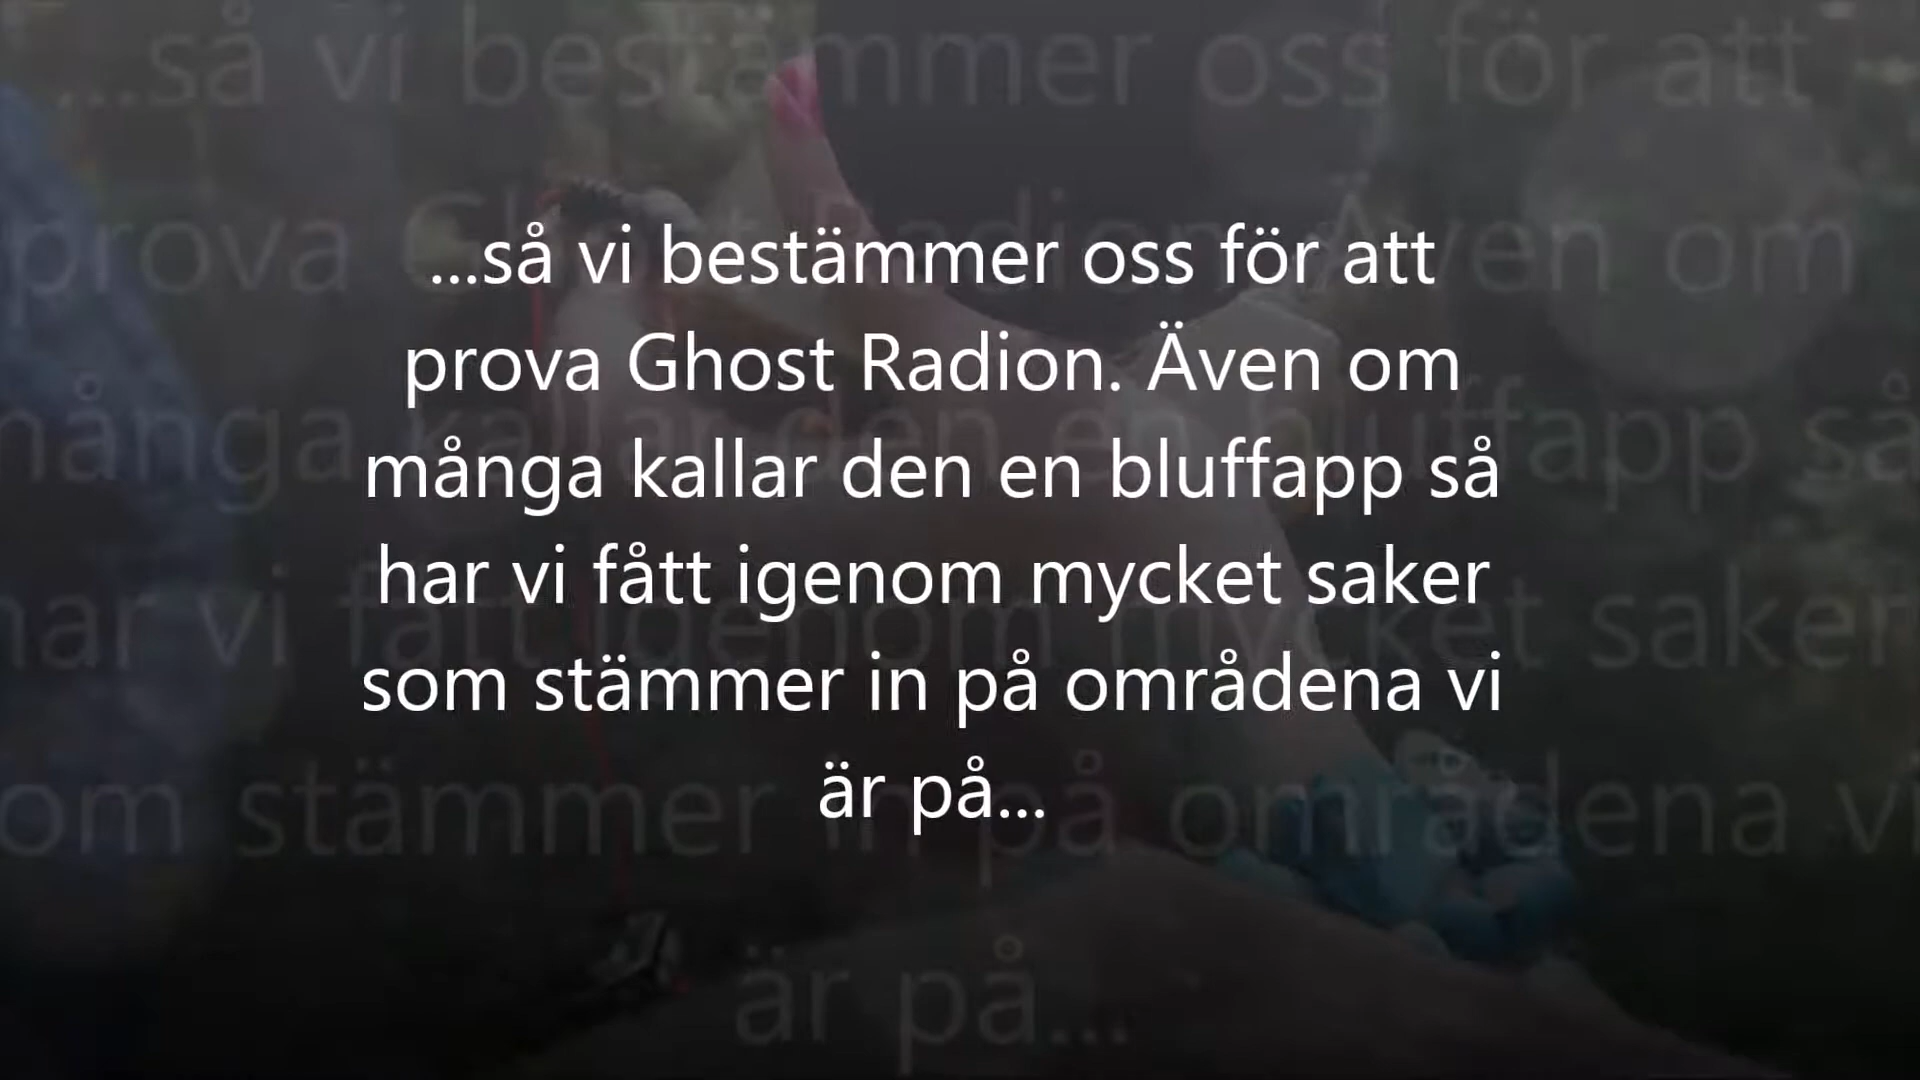 ...så vi bestämmer oss för att
prova Ghost Radion. Även om
många kallar den en bluffapp så
har vi fått igenom mycket saker
som stämmer in på områdena vi
är på...